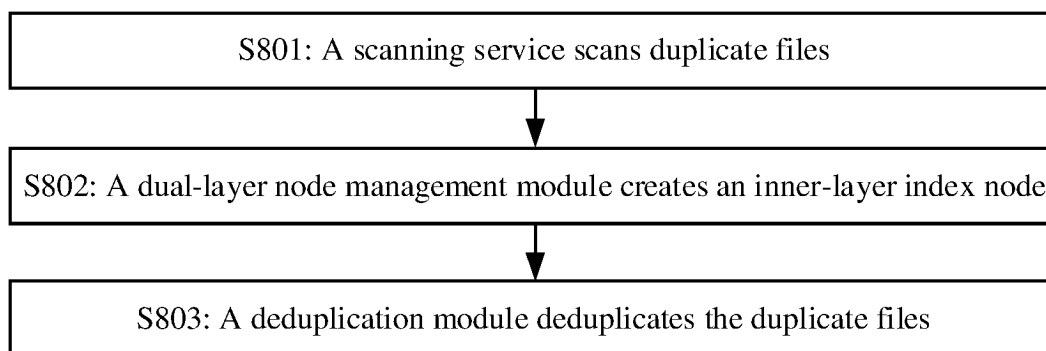 S801: A scanning service scans duplicate files
S802: A dual-layer node management module creates an inner-layer index node
S803: A deduplication module deduplicates the duplicate files